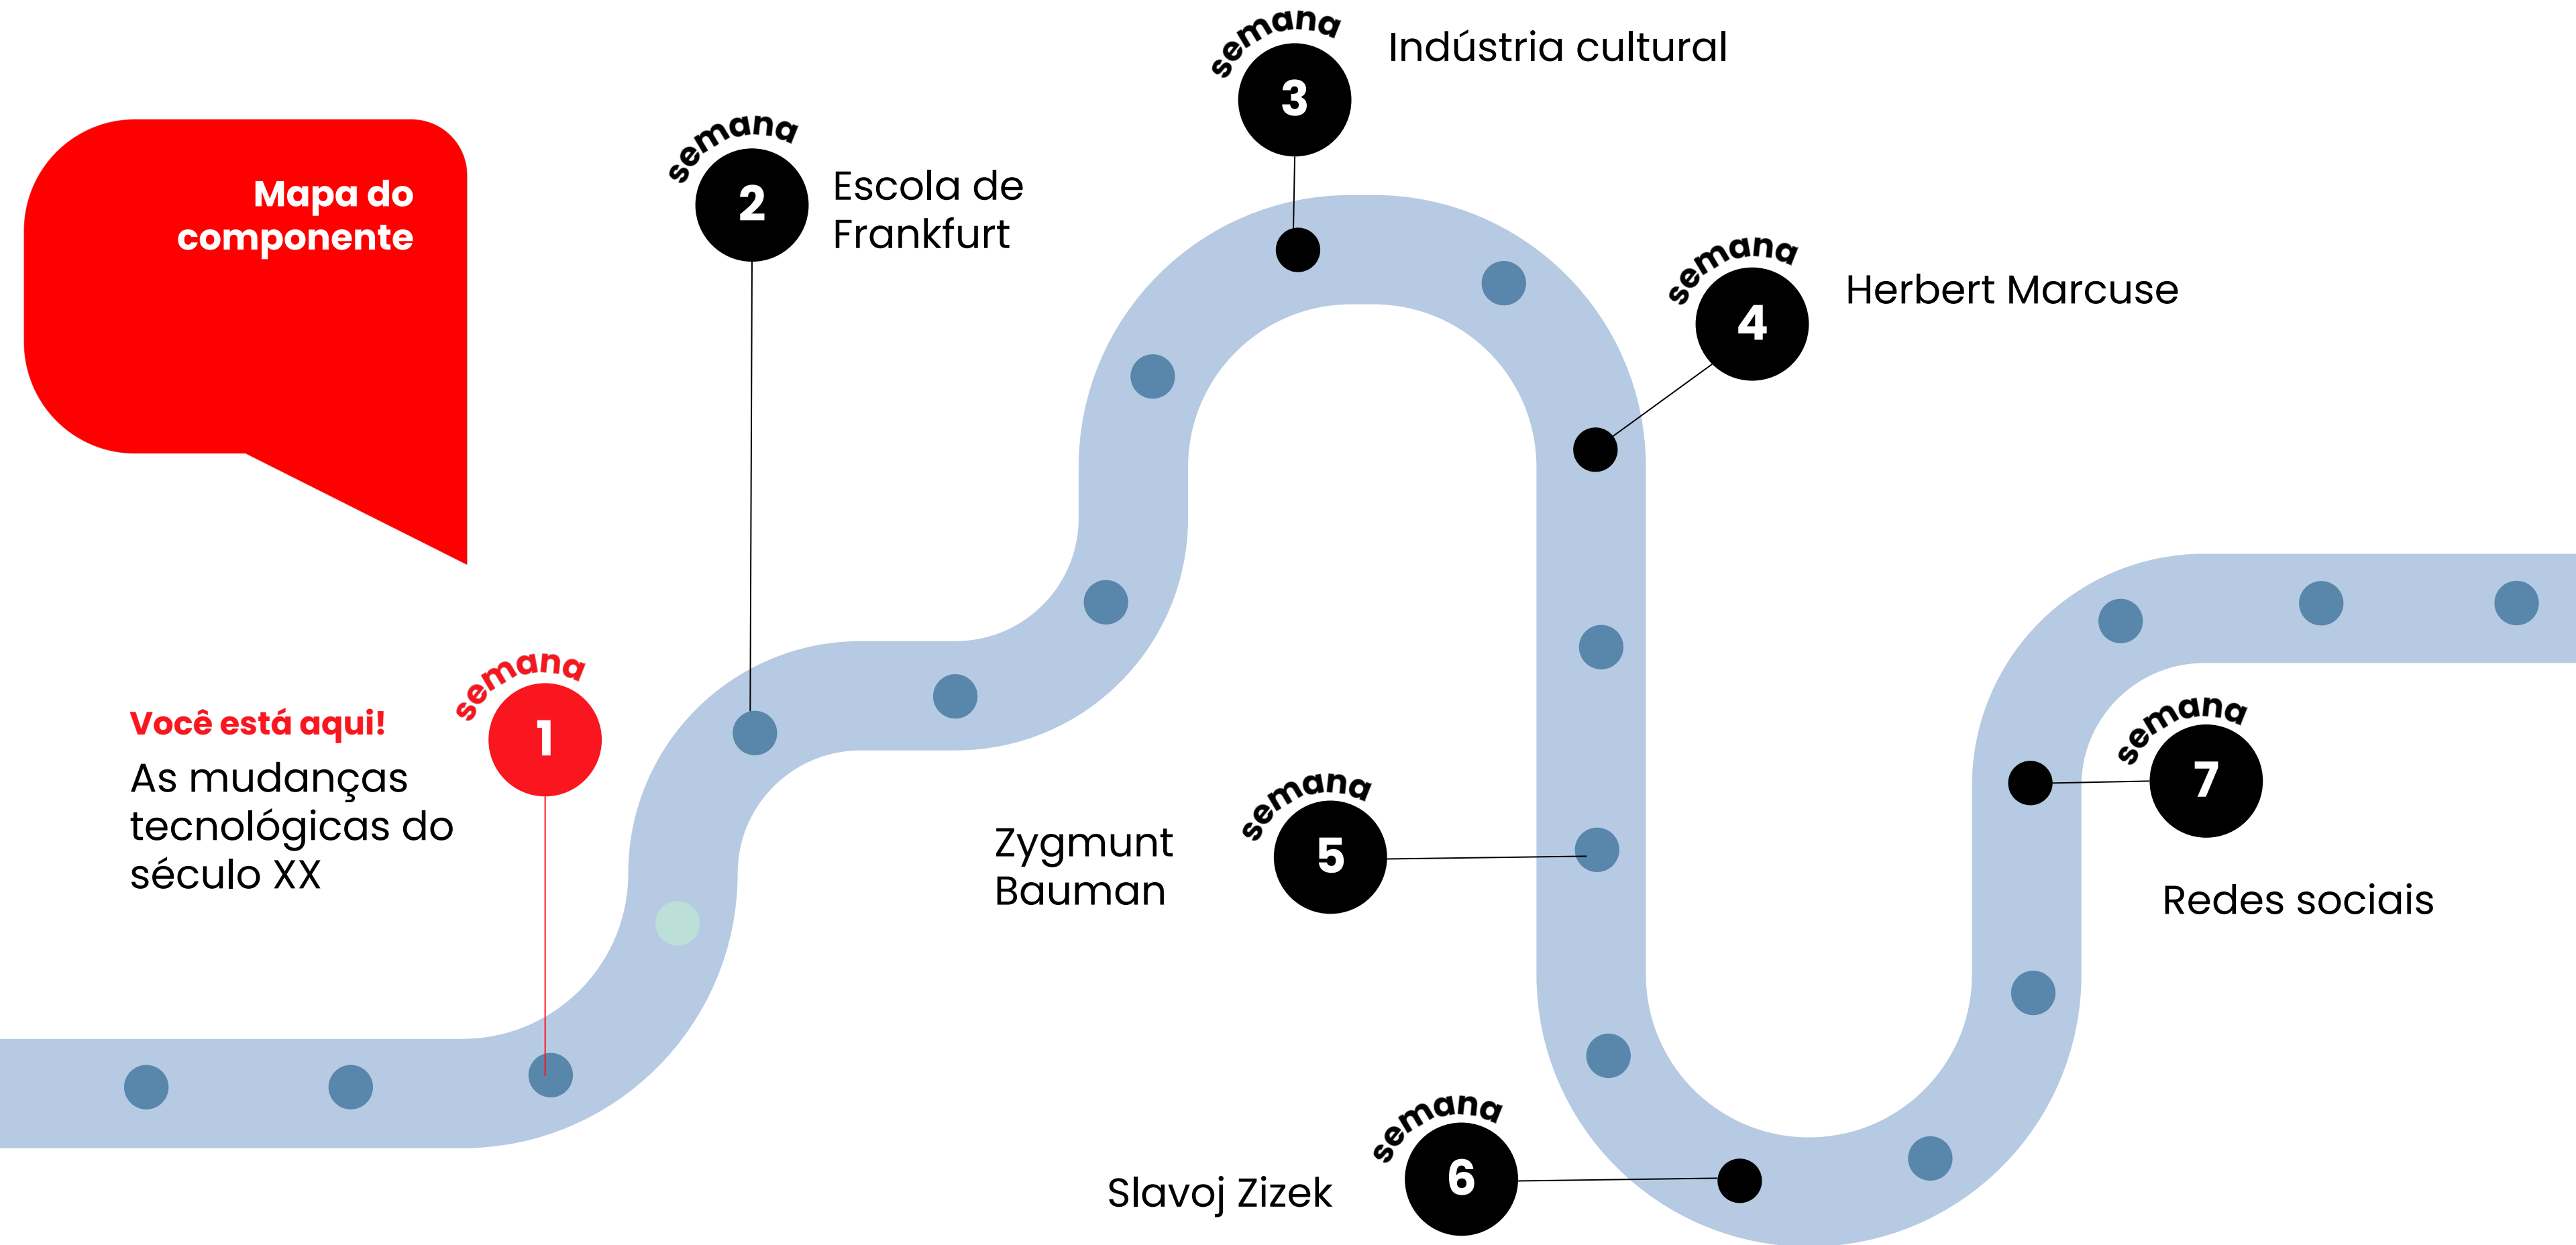 Mapa do
componente
Você está aqui!
As mudanças
tecnológicas do
século XX
semana
1
semana
2
Escola de
Frankfurt
semana
3
Indústria cultural
semana
4
Herbert Marcuse
Zygmunt
Bauman
semana
5
Slavoj Zizek
semana
6
semana
7
Redes sociais